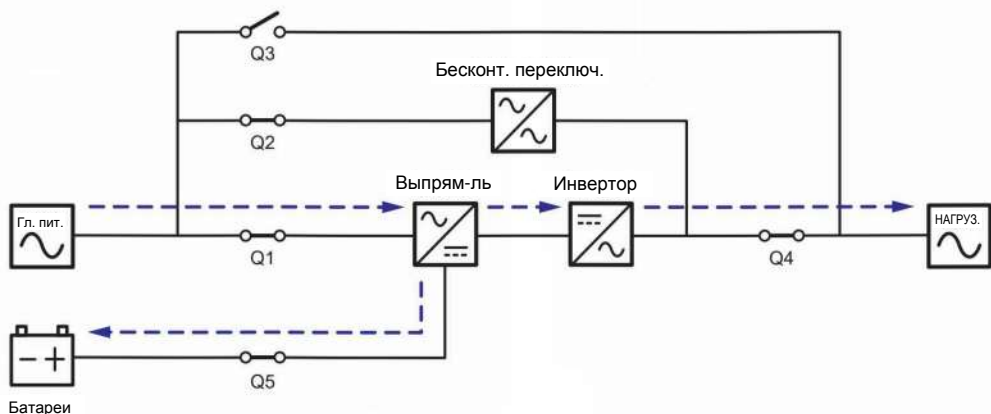 Q3
Бесконт. переключ.
Q2
Выпрям-ль
Инвертор
Гл. пит.
НАГРУЗ.
Q1
Q4
Q5
Батареи